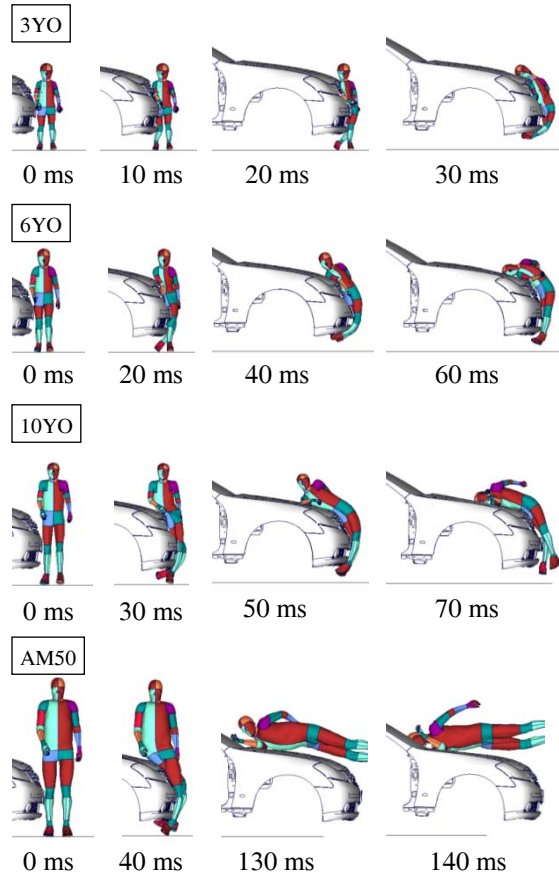 3YO
0 ms 10 ms 20 ms 30 ms
6YO
0 ms 20 ms 40 ms 60 ms
10YO
0 ms 30 ms 50 ms 70 ms
AM50
0 ms 40 ms 130 ms 140 ms